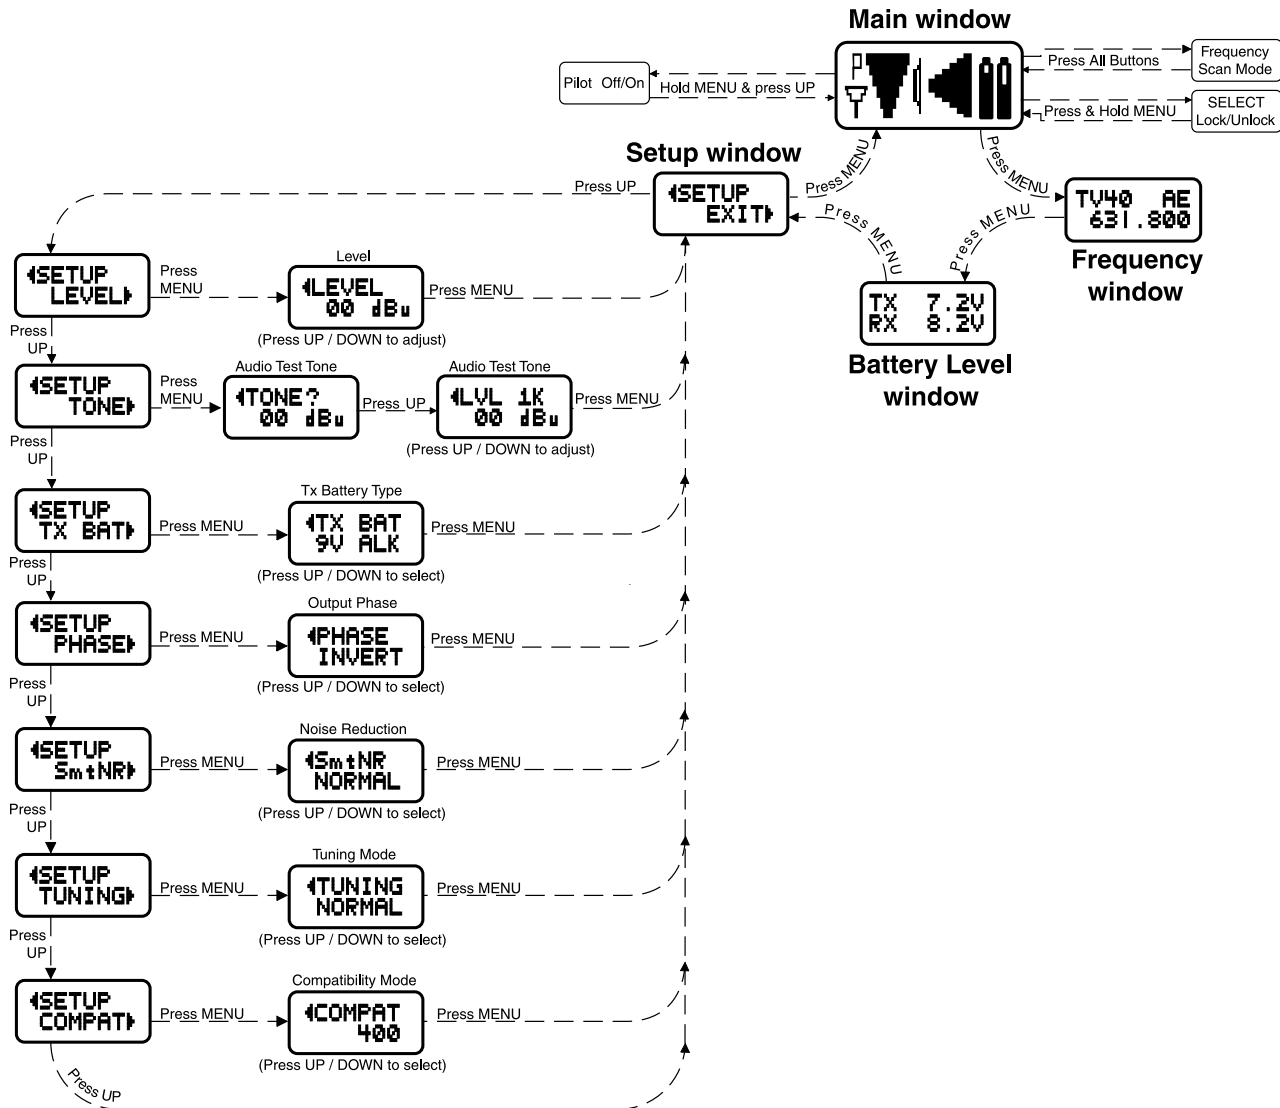 Main window
Pilot Off/On
Hold MENU & press UP
Press All Buttons
Frequency
Scan Mode
Press & Hold MENU
SELECT
Lock/Unlock
Setup window
Press UP
SETUP
EXIT
Press MENU
Press MENU
TV40 AE
631.800
Frequency
window
Press MENU
Press MENU
TX 7.2V
RX 8.2V
Battery Level
window
SETUP
LEVEL
Press
MENU
Level
LEVEL
00 dBu
(Press UP / DOWN to adjust)
Press MENU
Press
UP
SETUP
TONE
Press
MENU
Audio Test Tone
TONE?
00 dBu
Press UP
Audio Test Tone
LVL 1K
00 dBu
(Press UP / DOWN to adjust)
Press MENU
Press
UP
SETUP
TX BAT
Press MENU
Tx Battery Type
TX BAT
9V ALK
(Press UP / DOWN to select)
Press MENU
Press
UP
SETUP
PHASE
Press MENU
Output Phase
PHASE
INVERT
(Press UP / DOWN to select)
Press MENU
Press
UP
SETUP
SmtNR
Press MENU
Noise Reduction
SmtNR
NORMAL
(Press UP / DOWN to select)
Press MENU
Press
UP
SETUP
TUNING
Press MENU
Tuning Mode
TUNING
NORMAL
(Press UP / DOWN to select)
Press MENU
Press
UP
SETUP
COMPAT
Press MENU
Compatibility Mode
COMPAT
400
(Press UP / DOWN to select)
Press MENU
Press UP